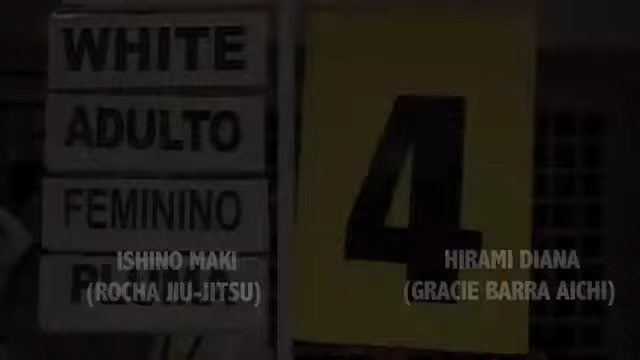 WHITE
ADULTO
FEMININO
4
ISHINO MAKI
(ROCHA JIU-JITSU)
HIRAMI DIANA
(GRACIE BARRA AICHI)